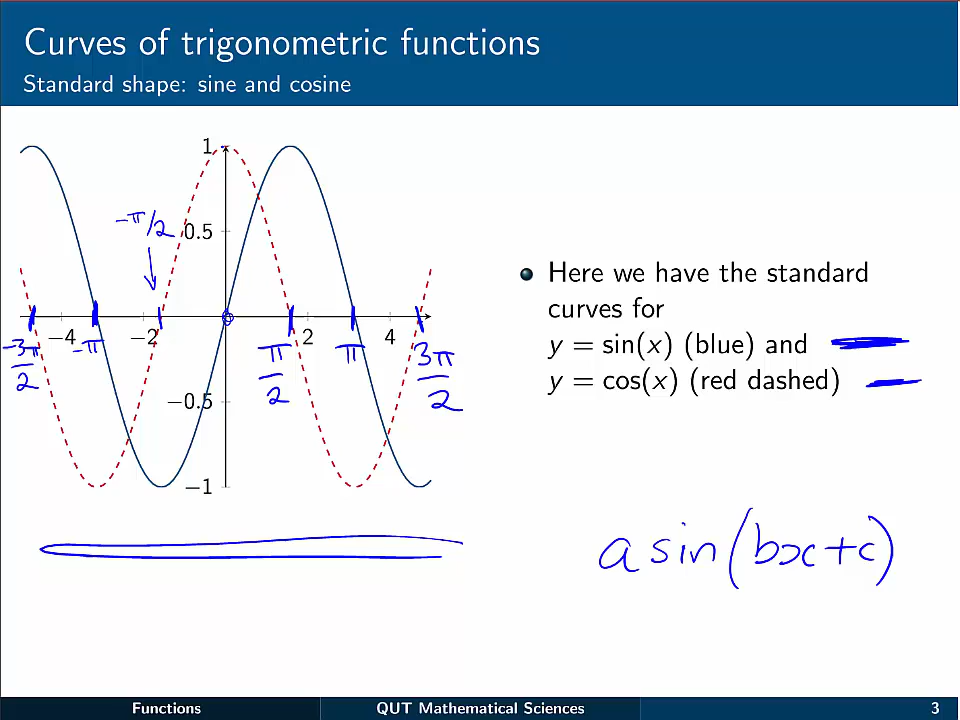 Curves of trigonometric functions
Standard shape: sine and cosine
1
-π/2
0.5
-3π/2 −4 -π −2 π/2 2 π 4 3π/2
−0.5
−1
Here we have the standard
curves for
y = sin(x) (blue) and
y = cos(x) (red dashed)
a sin(bx+c)
Functions QUT Mathematical Sciences 3